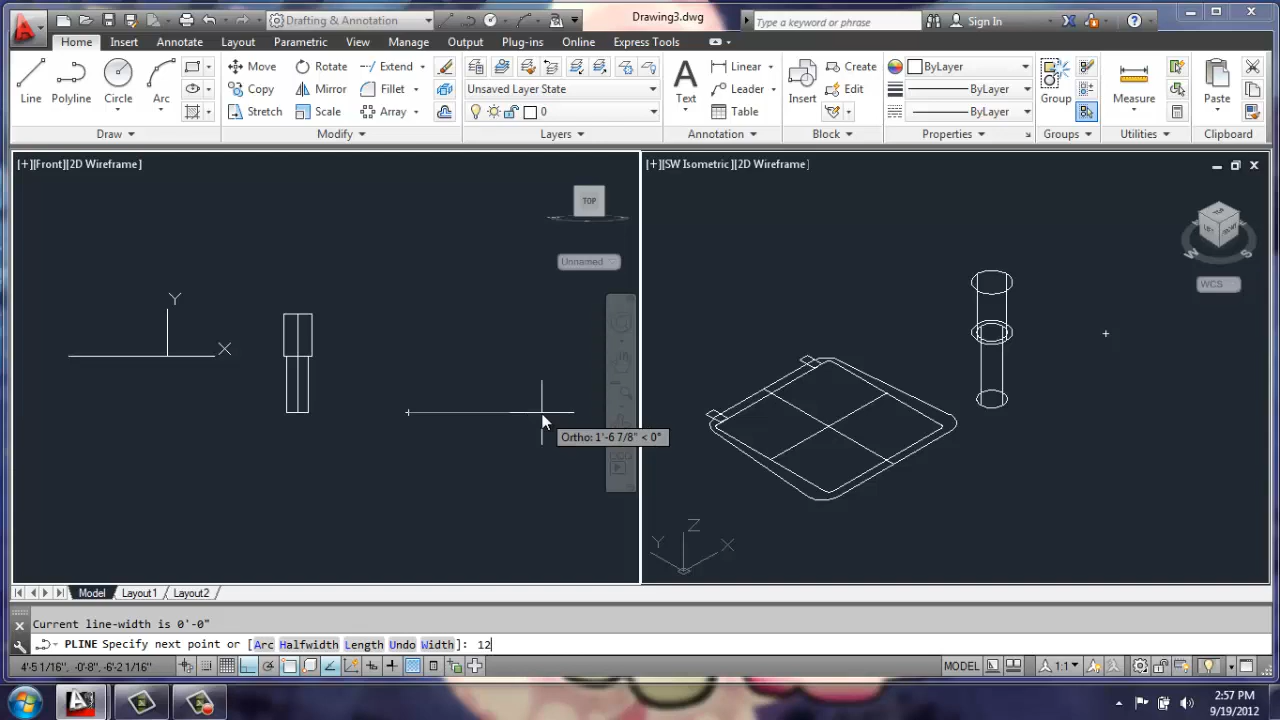 Drafting & Annotation
Drawing3.dwg
Type a keyword or phrase
Sign In
Home Insert Annotate Layout Parametric View Manage Output Plug-ins Online Express Tools
Line
Polyline
Circle
Arc
Draw
Move Rotate Extend
Copy Mirror Fillet
Stretch Scale Array
Modify
Unsaved Layer State
0
Layers
Text
Linear
Leader
Table
Annotation
Insert
Create
Edit
Block
ByLayer
ByLayer
ByLayer
Properties
Group
Groups
Measure
Utilities
Paste
Clipboard
[+][Front][2D Wireframe]
TOP
Unnamed
Y
X
Ortho: 1'-6 7/8" < 0°
[+][SW Isometric][2D Wireframe]
TOP
LEFT
FRONT
W
S
WCS
Z
Y
X
Model Layout1 Layout2
Current line-width is 0'-0"
PLINE Specify next point or [Arc Halfwidth Length Undo Width]: 12
4'-5 1/16", -0'-8", -6'-2 1/16"
MODEL
1:1
2:57 PM
9/19/2012